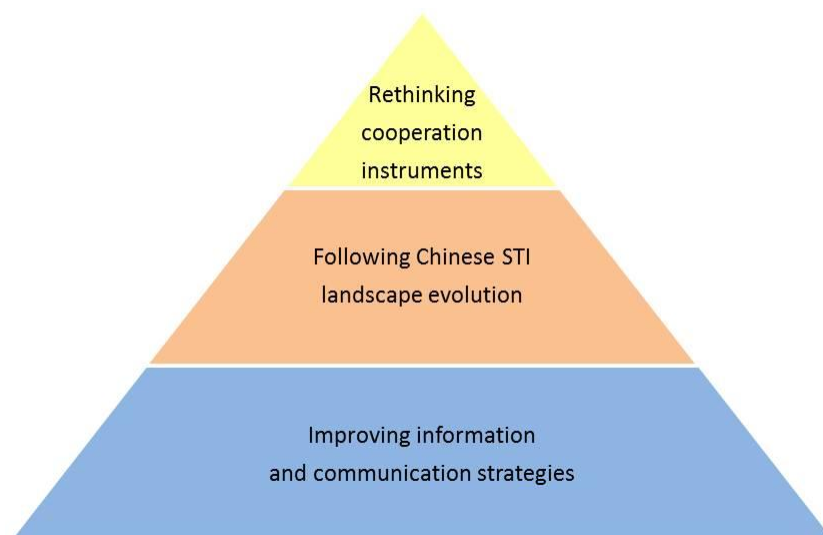 Rethinking
cooperation
instruments
Following Chinese STI
landscape evolution
Improving information
and communication strategies